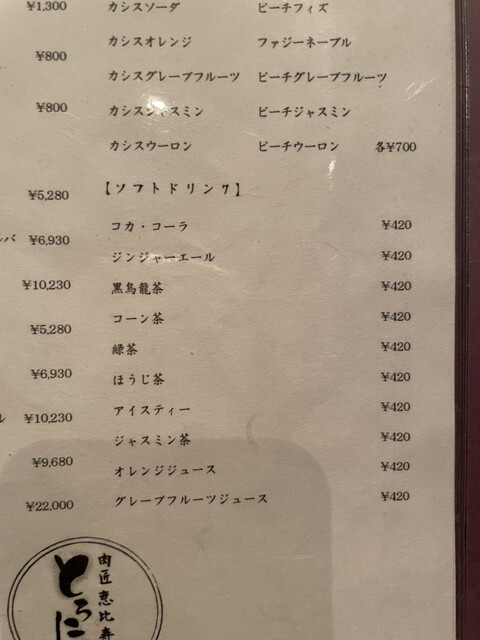 ¥1,300
¥800
¥800
¥5,280
バ ¥6,930
¥10,230
¥5,280
¥6,930
ル ¥10,230
¥9,680
¥22,000
カシスソーダ ピーチフィズ
カシスオレンジ ファジーネーブル
カシスグレープフルーツ ピーチグレープフルーツ
カシスジャスミン ピーチジャスミン
カシスウーロン ピーチウーロン 各¥700
【ソフトドリンク】
コカ・コーラ ¥420
ジンジャーエール ¥420
黒烏龍茶 ¥420
コーン茶 ¥420
緑茶 ¥420
ほうじ茶 ¥420
アイスティー ¥420
ジャスミン茶 ¥420
オレンジジュース ¥420
グレープフルーツジュース ¥420
肉匠恵比寿
とろに